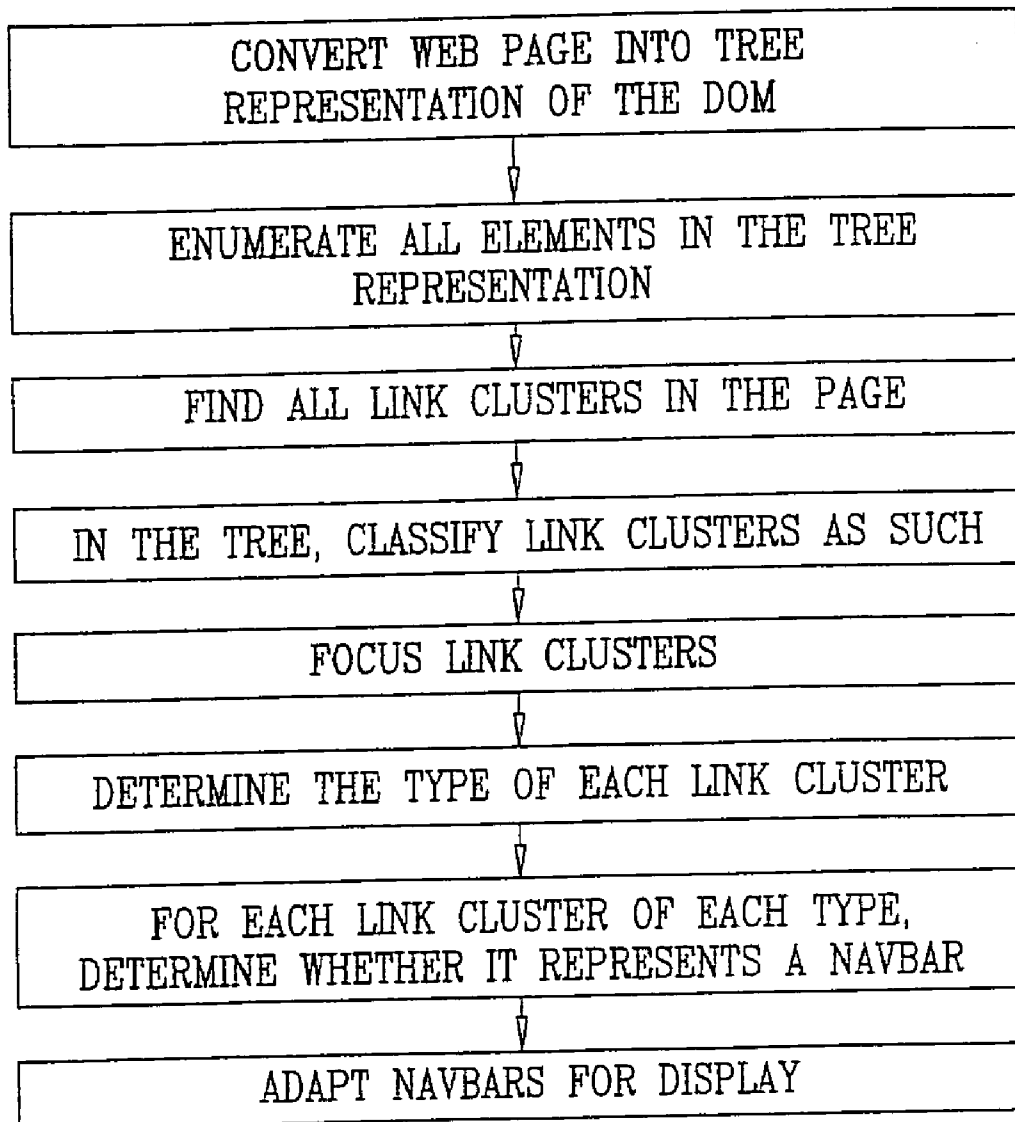 CONVERT WEB PAGE INTO TREE
REPRESENTATION OF THE DOM
ENUMERATE ALL ELEMENTS IN THE TREE
REPRESENTATION
FIND ALL LINK CLUSTERS IN THE PAGE
IN THE TREE, CLASSIFY LINK CLUSTERS AS SUCH
FOCUS LINK CLUSTERS
DETERMINE THE TYPE OF EACH LINK CLUSTER
FOR EACH LINK CLUSTER OF EACH TYPE,
DETERMINE WHETHER IT REPRESENTS A NAVBAR
ADAPT NAVBARS FOR DISPLAY